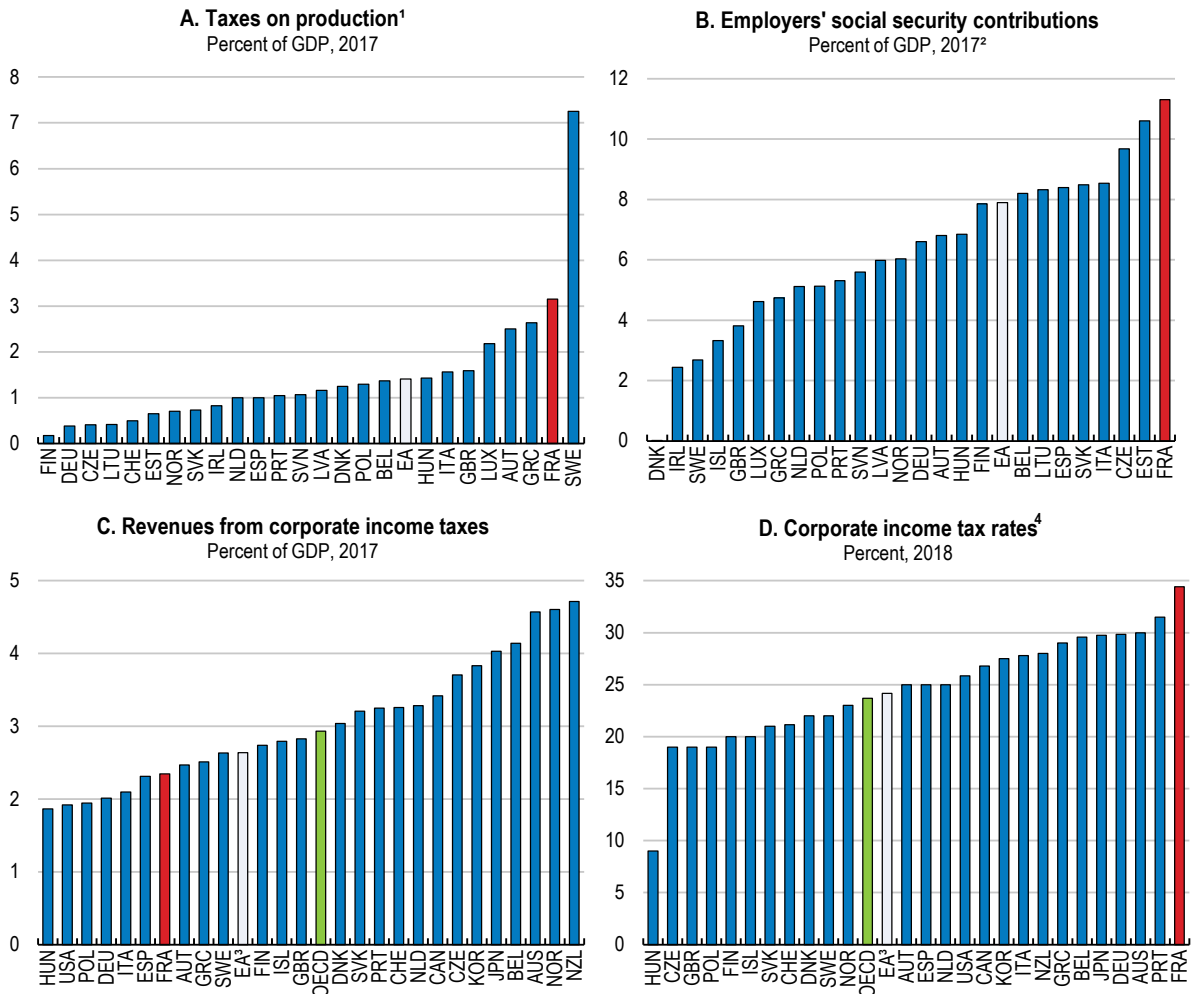 A. Taxes on production¹
Percent of GDP, 2017
8
7
6
5
4
3
2
1
0
FIN DEU CZE LTU CHE EST NOR SVK IRL NLD ESP PRT SVN LVA DNK POL BEL EA HUN ITA GBR LUX AUT GRC FRA SWE
B. Employers' social security contributions
Percent of GDP, 2017²
12
10
8
6
4
2
0
DNK IRL SWE ISL GBR LUX GRC NLD POL PRT SVN LVA NOR DEU AUT HUN FIN EA BEL LTU ESP SVK ITA CZE EST FRA
C. Revenues from corporate income taxes
Percent of GDP, 2017
5
4
3
2
1
0
HUN USA POL DEU ITA ESP FRA AUT GRC SWE EA³ FIN ISL GBR OECD DNK SVK PRT CHE NLD CAN CZE KOR JPN BEL AUS NOR NZL
D. Corporate income tax rates⁴
Percent, 2018
35
30
25
20
15
10
5
0
HUN CZE GBR POL FIN ISL SVK CHE DNK SWE NOR OECD EA³ AUT ESP NLD USA CAN KOR ITA NZL GRC BEL JPN DEU AUS PRT FRA